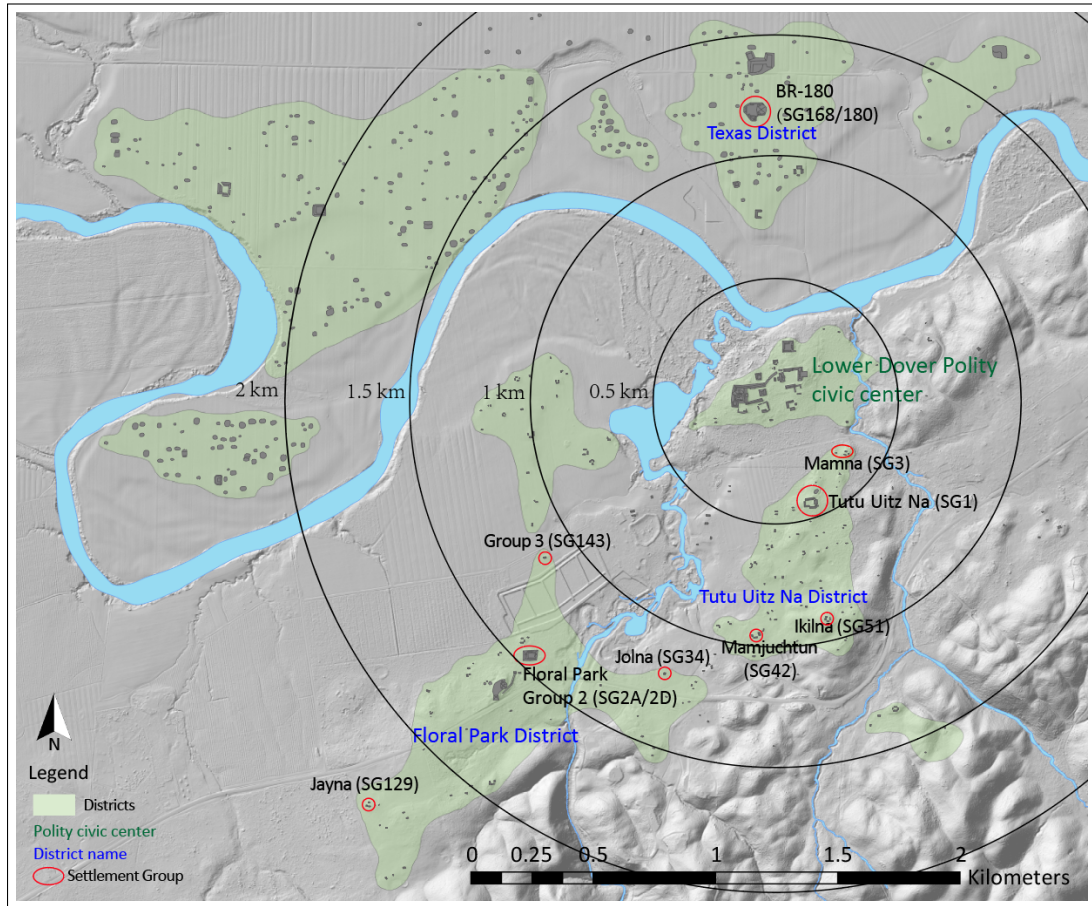 BR-180
(SG168/180)
Texas District
Lower Dover Polity
civic center
2 km
1.5 km
1 km
0.5 km
Mamna (SG3)
Tutu Uitz Na (SG1)
Group 3 (SG143)
Tutu Uitz Na District
Ikilna (SG51)
Mamjuchtun
(SG42)
Jolna (SG34)
Floral Park
Group 2 (SG2A/2D)
Floral Park District
Jayna (SG129)
N
Legend
Districts
Polity civic center
District name
Settlement Group
0 0.25 0.5 1 1.5 2
Kilometers